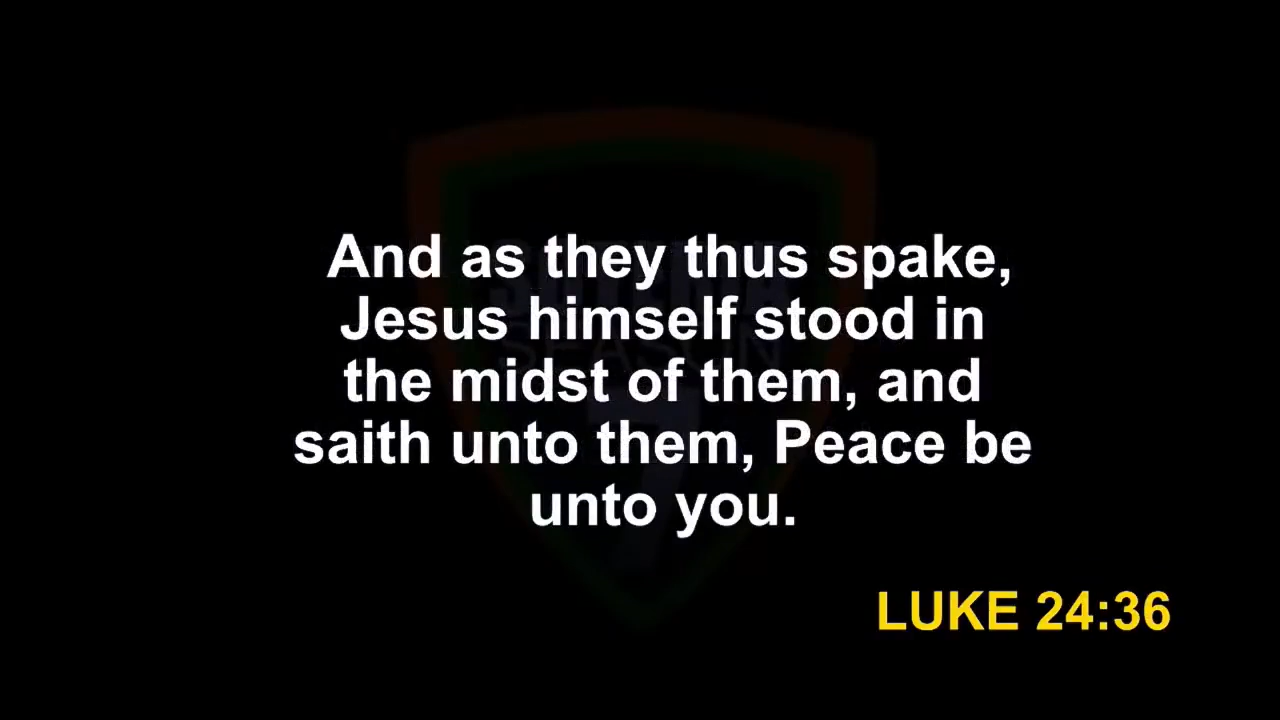 And as they thus spake,
Jesus himself stood in
the midst of them, and
saith unto them, Peace be
unto you.
LUKE 24:36
SEASON